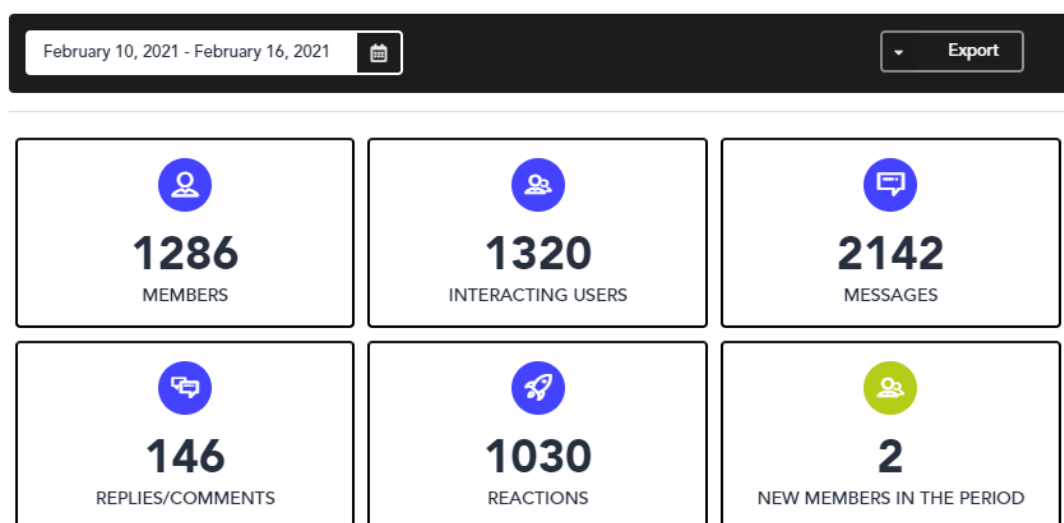 February 10, 2021 - February 16, 2021
Export
1286
MEMBERS
1320
INTERACTING USERS
2142
MESSAGES
146
REPLIES/COMMENTS
1030
REACTIONS
2
NEW MEMBERS IN THE PERIOD